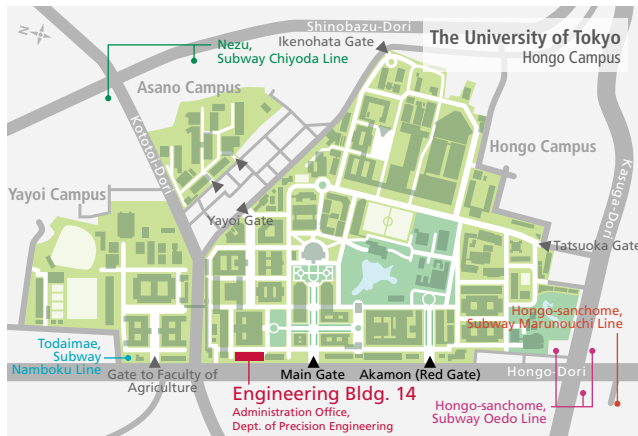 Shinobazu-Dori
The University of Tokyo
Hongo Campus
N
Nezu,
Subway Chiyoda Line
Ikenohata Gate
Asano Campus
Kototoi-Dori
Hongo Campus
Kasuga-Dori
Yayoi Campus
Yayoi Gate
Tatsuoka Gate
Hongo-sanchome,
Subway Marunouchi Line
Todaimae,
Subway
Namboku Line
Gate to Faculty of
Agriculture
Main Gate
Akamon (Red Gate)
Hongo-Dori
Engineering Bldg. 14
Administration Office,
Dept. of Precision Engineering
Hongo-sanchome,
Subway Oedo Line